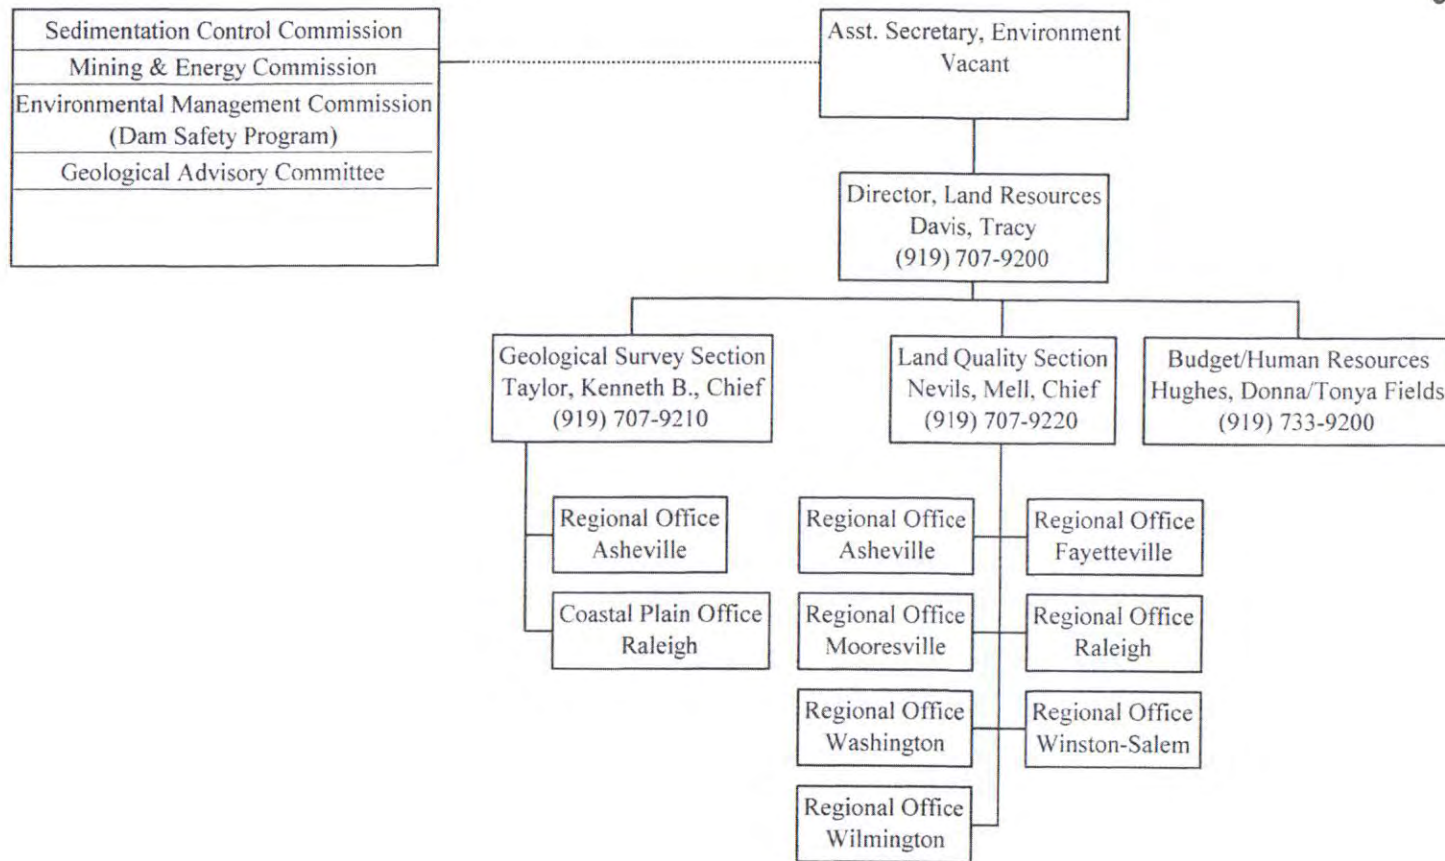 Sedimentation Control Commission
Mining & Energy Commission
Environmental Management Commission
(Dam Safety Program)
Geological Advisory Committee
Asst. Secretary, Environment
Vacant
Director, Land Resources
Davis, Tracy
(919) 707-9200
Geological Survey Section
Taylor, Kenneth B., Chief
(919) 707-9210
Land Quality Section
Nevils, Mell, Chief
(919) 707-9220
Budget/Human Resources
Hughes, Donna/Tonya Fields
(919) 733-9200
Regional Office
Asheville
Coastal Plain Office
Raleigh
Regional Office
Asheville
Regional Office
Fayetteville
Regional Office
Mooresville
Regional Office
Raleigh
Regional Office
Washington
Regional Office
Winston-Salem
Regional Office
Wilmington